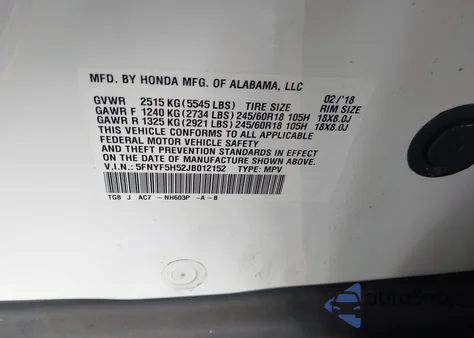 MFD. BY HONDA MFG. OF ALABAMA, LLC
GVWR 2515 KG (5545 LBS) TIRE SIZE 02/'18 RIM SIZE
GAWR F 1240 KG (2734 LBS) 245/60R18 105H 18X8.0J
GAWR R 1325 KG (2921 LBS) 245/60R18 105H 18X8.0J
THIS VEHICLE CONFORMS TO ALL APPLICABLE
FEDERAL MOTOR VEHICLE SAFETY
AND THEFT PREVENTION STANDARDS IN EFFECT
ON THE DATE OF MANUFACTURE SHOWN ABOVE.
V.I.N.: 5FNYF5H52JB012152 TYPE: MPV
TG8 J AC7 - NH603P -A-B